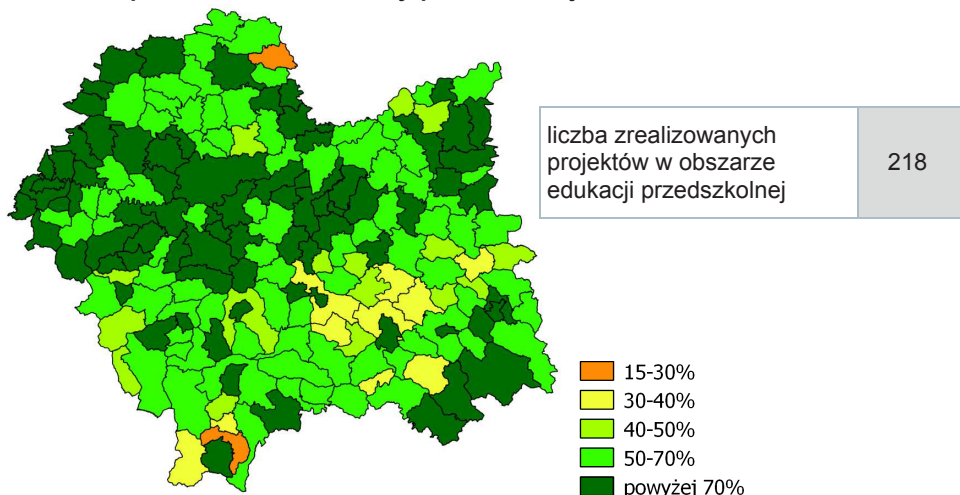 liczba zrealizowanych
projektów w obszarze
edukacji przedszkolnej
218
15-30%
30-40%
40-50%
50-70%
powyżej 70%